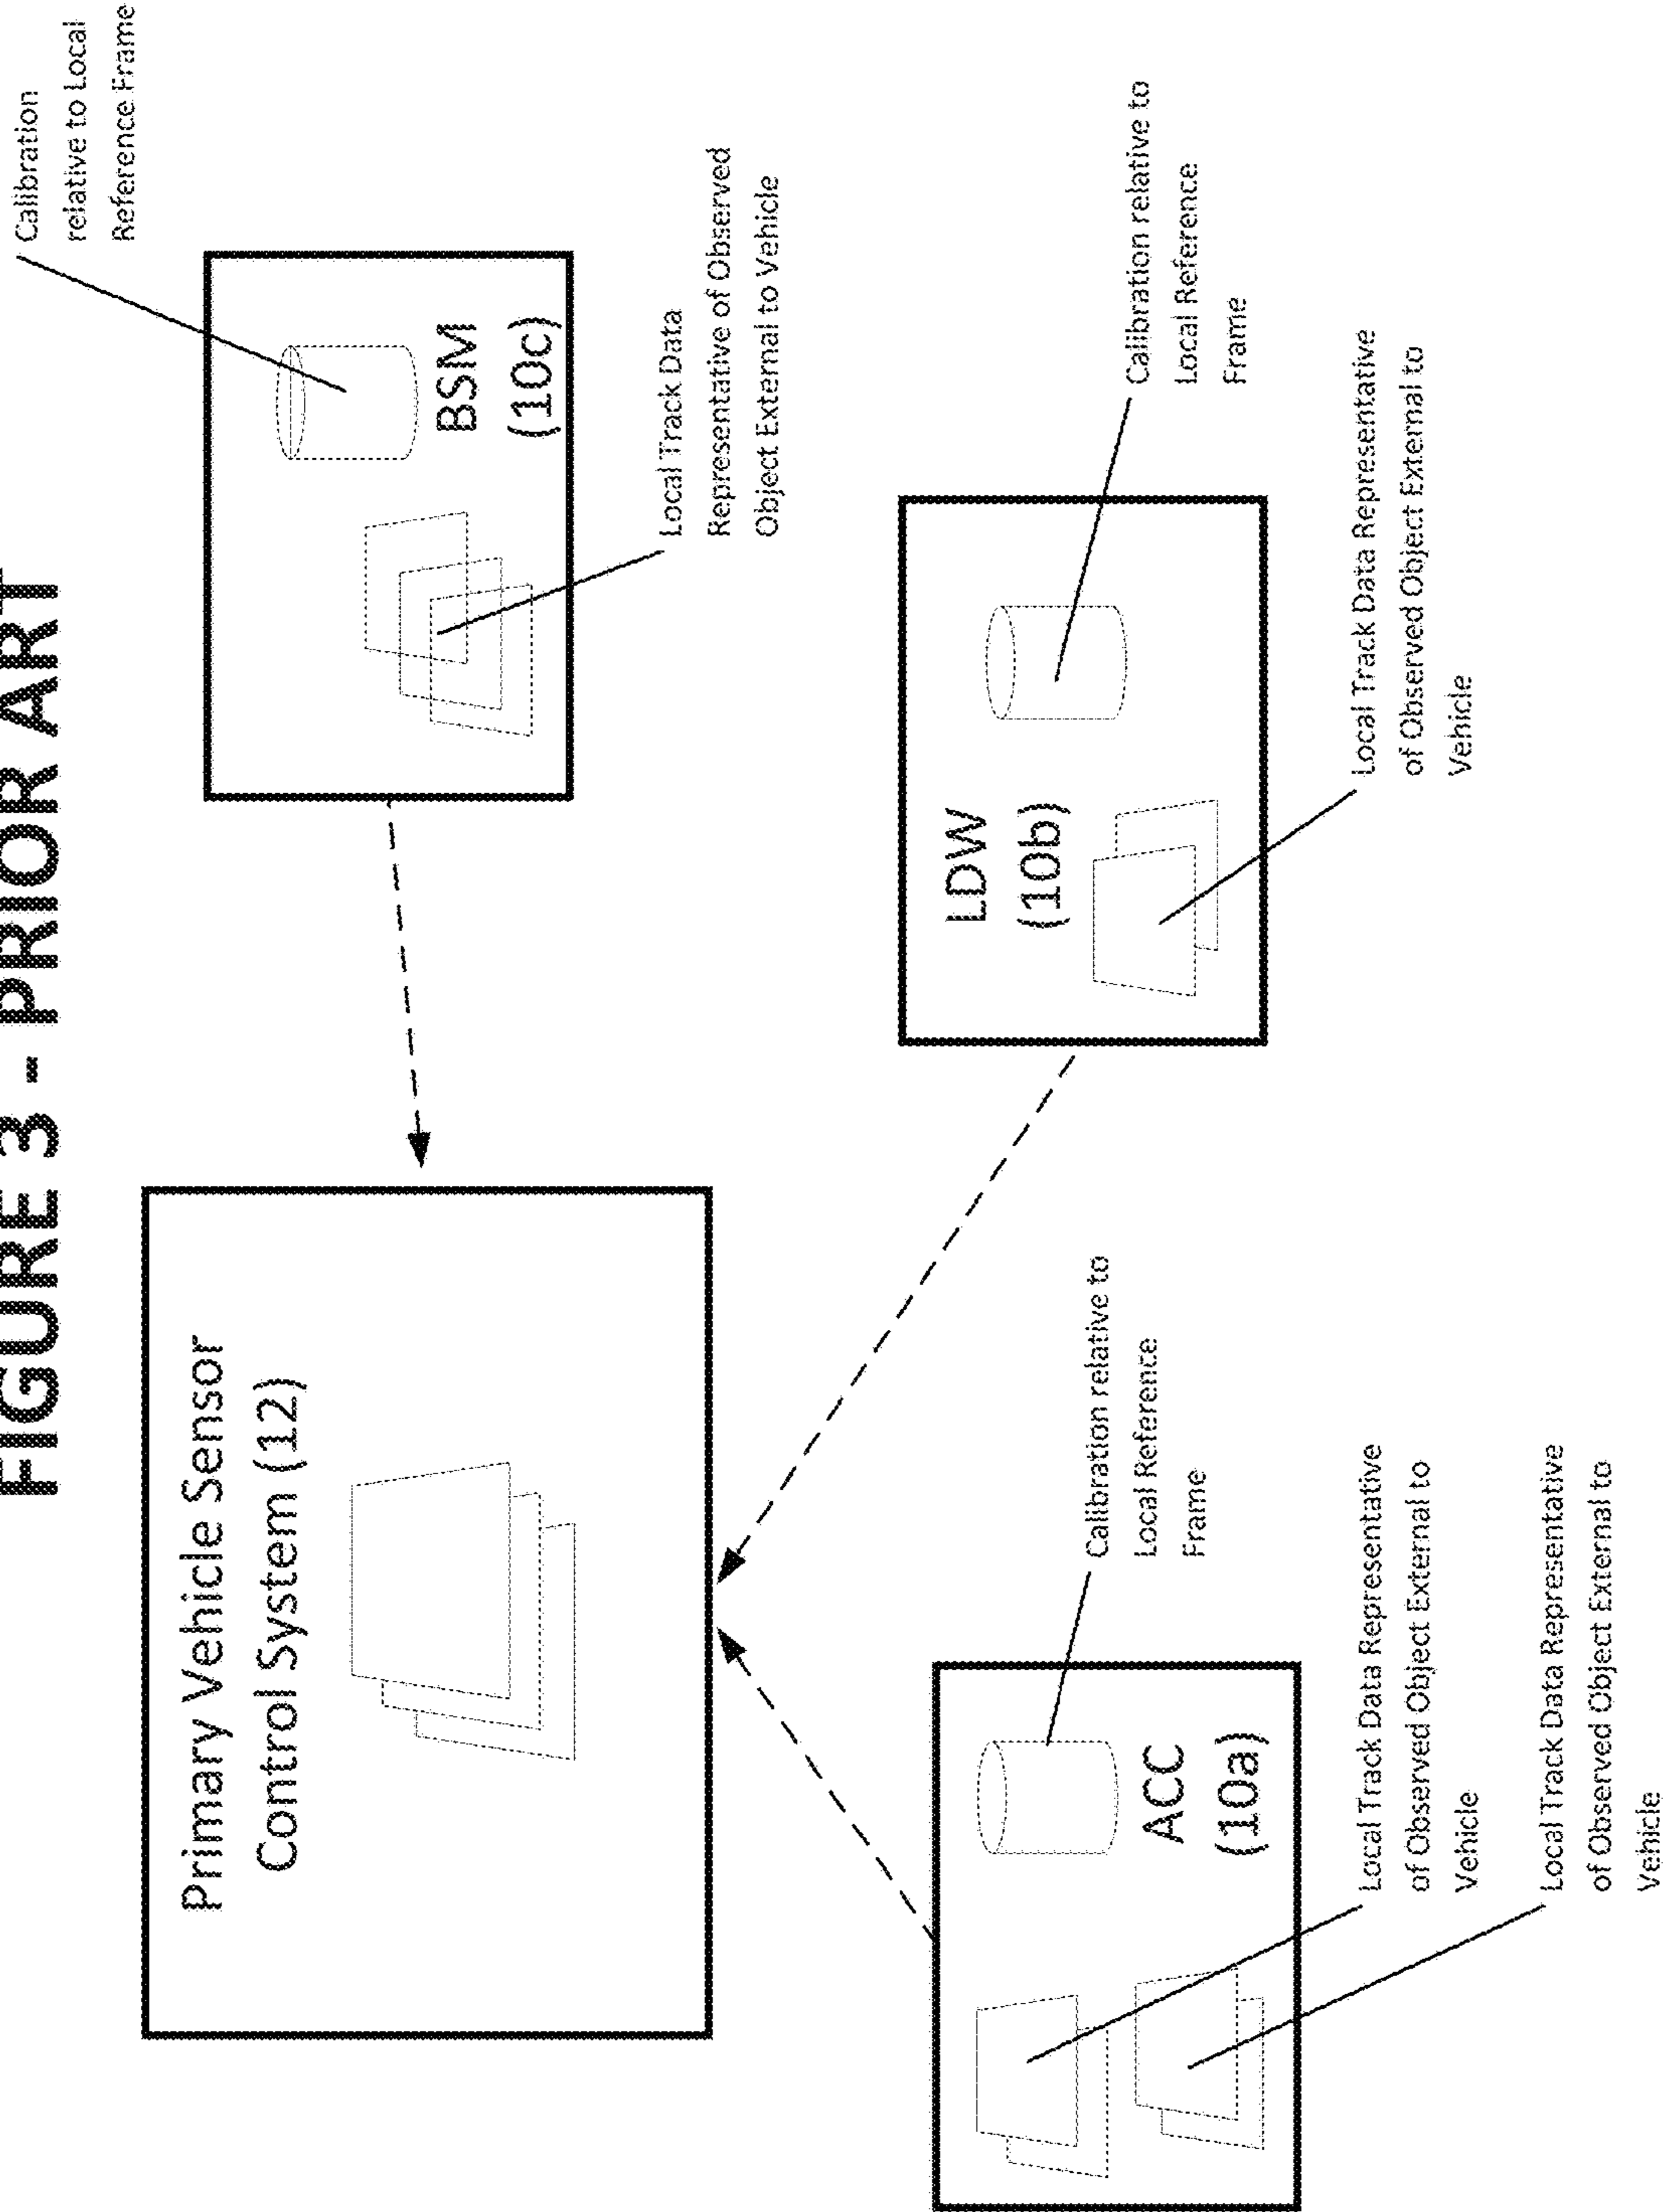 FIGURE 3 - PRIOR ART
Primary Vehicle Sensor
Control System (12)
Calibration
relative to Local
Reference Frame
BSM
(10c)
Local Track Data
Representative of Observed
Object External to Vehicle
ACC
(10a)
Calibration relative to
Local Reference
Frame
Local Track Data Representative
of Observed Object External to
Vehicle
Local Track Data Representative
of Observed Object External to
Vehicle
LDW
(10b)
Calibration relative to
Local Reference
Frame
Local Track Data Representative
of Observed Object External to
Vehicle